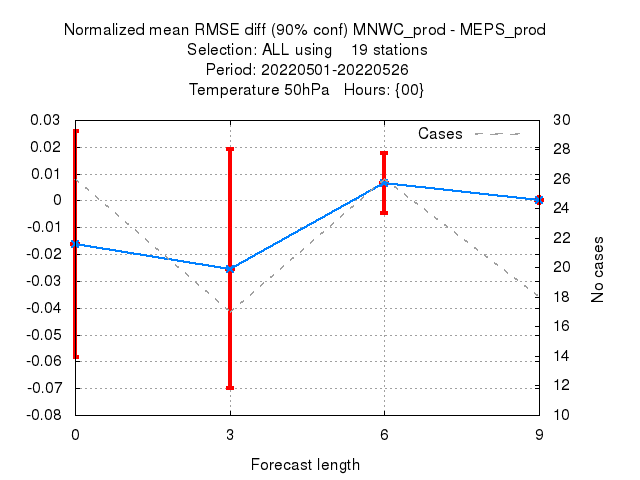 Normalized mean RMSE diff (90% conf) MNWC_prod - MEPS_prod
Selection: ALL using    19 stations
Period: 20220501-20220526
Temperature 50hPa   Hours: {00}
Cases
0.03
0.02
0.01
0
-0.01
-0.02
-0.03
-0.04
-0.05
-0.06
-0.07
-0.08
30
28
26
24
22
20
18
16
14
12
10
No cases
0 3 6 9
Forecast length